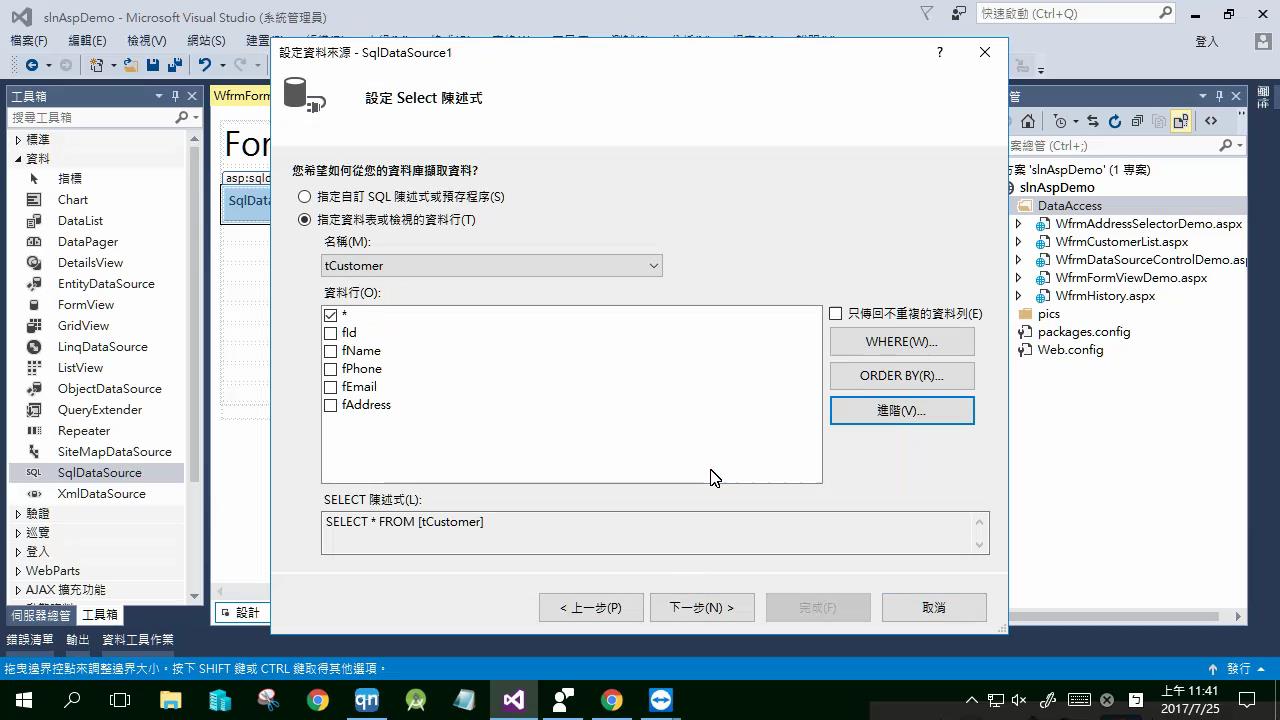 slnAspDemo - Microsoft Visual Studio (系統管理員)
快速啟動 (Ctrl+Q)
檔案(F) 編輯(E) 檢視(V) 網站(S)
登入
工具箱
搜尋工具箱
標準
資料
指標
Chart
DataList
DataPager
DetailsView
EntityDataSource
FormView
GridView
LinqDataSource
ListView
ObjectDataSource
QueryExtender
Repeater
SiteMapDataSource
SqlDataSource
XmlDataSource
驗證
巡覽
登入
WebParts
AJAX 擴充功能
伺服器總管 工具箱
錯誤清單 輸出 資料工具作業
WfrmForm
For
asp:sqld
SqlData
設計
設定資料來源 - SqlDataSource1
設定 Select 陳述式
您希望如何從您的資料庫擷取資料?
指定自訂 SQL 陳述式或預存程序(S)
指定資料表或檢視的資料行(T)
名稱(M):
tCustomer
資料行(O):
*
fId
fName
fPhone
fEmail
fAddress
只傳回不重複的資料列(E)
WHERE(W)...
ORDER BY(R)...
進階(V)...
SELECT 陳述式(L):
SELECT * FROM [tCustomer]
< 上一步(P)
下一步(N) >
完成(F)
取消
管
案總管 (Ctrl+;)
方案 'slnAspDemo' (1 專案)
slnAspDemo
DataAccess
WfrmAddressSelectorDemo.aspx
WfrmCustomerList.aspx
WfrmDataSourceControlDemo.asp
WfrmFormViewDemo.aspx
WfrmHistory.aspx
pics
packages.config
Web.config
拖曳邊界控點來調整邊界大小。按下 SHIFT 鍵或 CTRL 鍵取得其他選項。
發行
qn
上午 11:41
2017/7/25